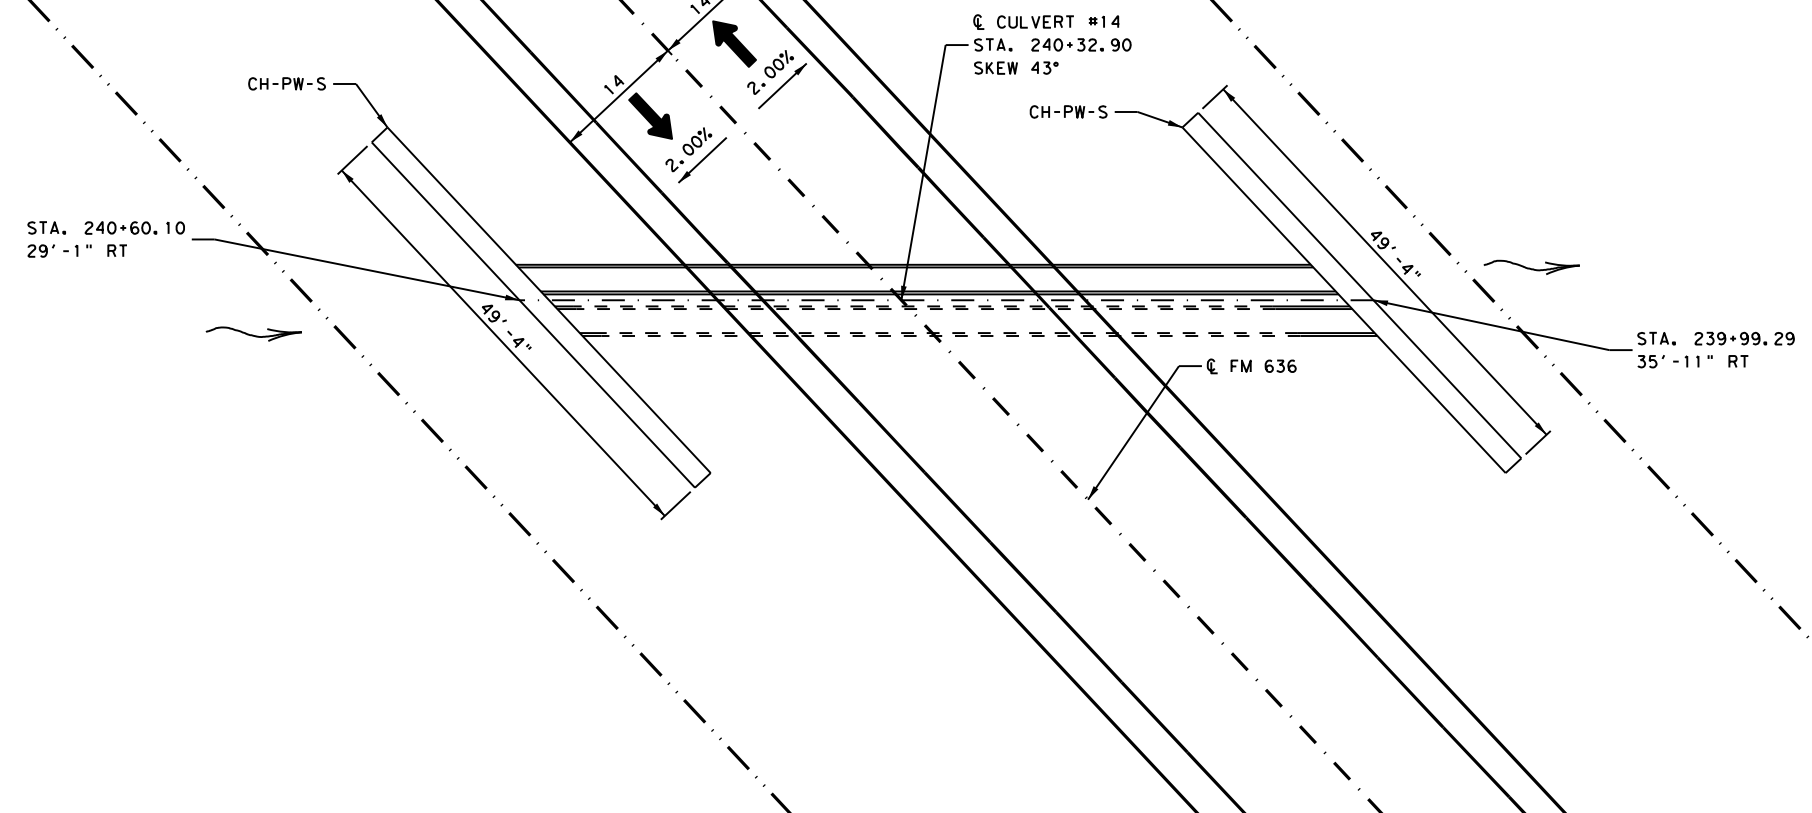 14
℄ CULVERT #14
STA. 240+32.90
SKEW 43°
CH-PW-S
14
2.00%
CH-PW-S
2.00%
STA. 240+60.10
29'-1" RT
49'-4"
49'-4"
STA. 239+99.29
35'-11" RT
℄ FM 636